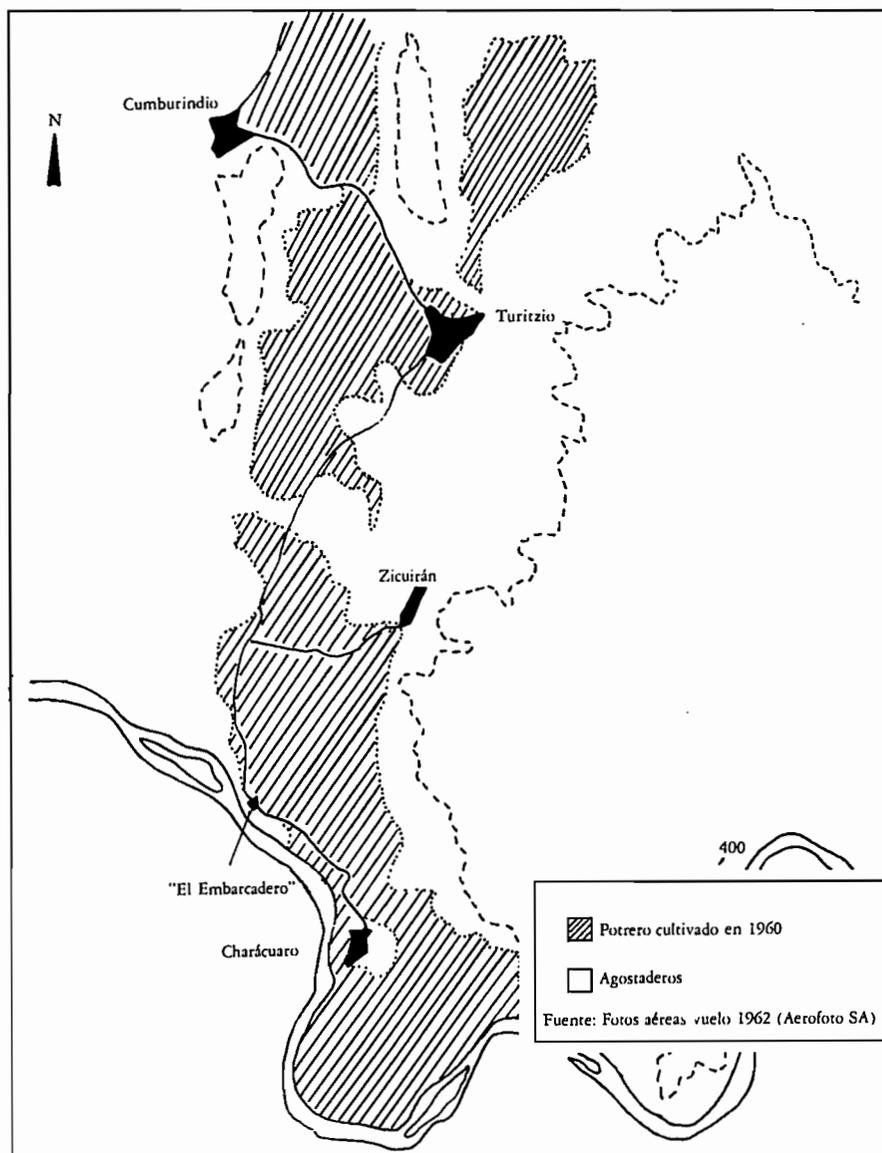 Cumburindio
N
Turitzio
Zicuirán
"El Embarcadero"
400
Charácuaro
Potrero cultivado en 1960
Agostaderos
Fuente: Fotos aéreas vuelo 1962 (Aerofoto SA)